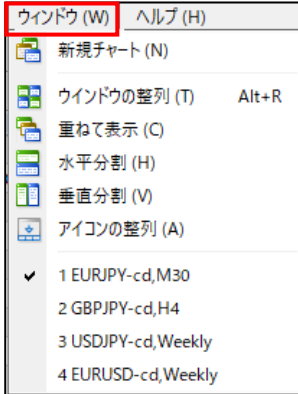 ウィンドウ (W) ヘルプ (H)
新規チャート (N)
ウインドウの整列 (T) Alt+R
重ねて表示 (C)
水平分割 (H)
垂直分割 (V)
アイコンの整列 (A)
✓ 1 EURJPY-cd,M30
2 GBPJPY-cd,H4
3 USDJPY-cd,Weekly
4 EURUSD-cd,Weekly